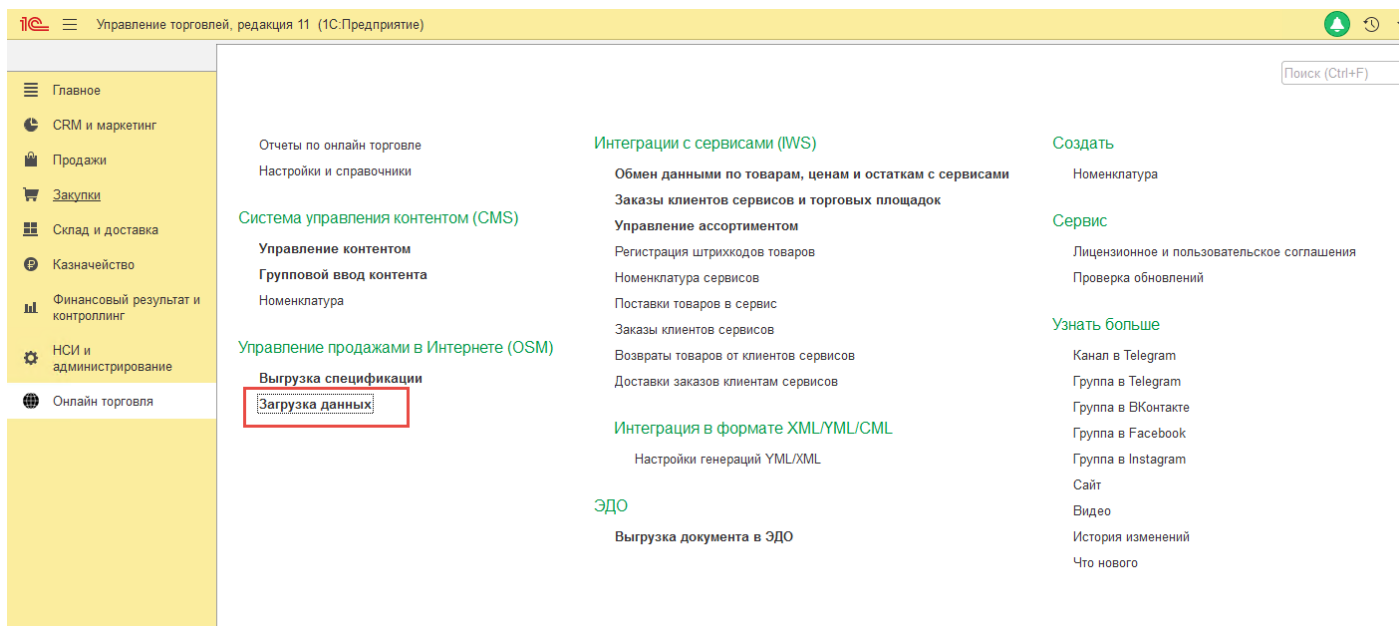 1С Управление торговлей, редакция 11 (1С:Предприятие)
Поиск (Ctrl+F)
Главное
CRM и маркетинг
Продажи
Закупки
Склад и доставка
Казначейство
Финансовый результат и
контроллинг
НСИ и
администрирование
Онлайн торговля
Отчеты по онлайн торговле
Настройки и справочники
Система управления контентом (CMS)
Управление контентом
Групповой ввод контента
Номенклатура
Управление продажами в Интернете (OSM)
Выгрузка спецификации
Загрузка данных
Интеграции с сервисами (IWS)
Обмен данными по товарам, ценам и остаткам с сервисами
Заказы клиентов сервисов и торговых площадок
Управление ассортиментом
Регистрация штрихкодов товаров
Номенклатура сервисов
Поставки товаров в сервис
Заказы клиентов сервисов
Возвраты товаров от клиентов сервисов
Доставки заказов клиентам сервисов
Интеграция в формате XML/YML/CML
Настройки генераций YML/XML
ЭДО
Выгрузка документа в ЭДО
Создать
Номенклатура
Сервис
Лицензионное и пользовательское соглашения
Проверка обновлений
Узнать больше
Канал в Telegram
Группа в Telegram
Группа в ВКонтакте
Группа в Facebook
Группа в Instagram
Сайт
Видео
История изменений
Что нового